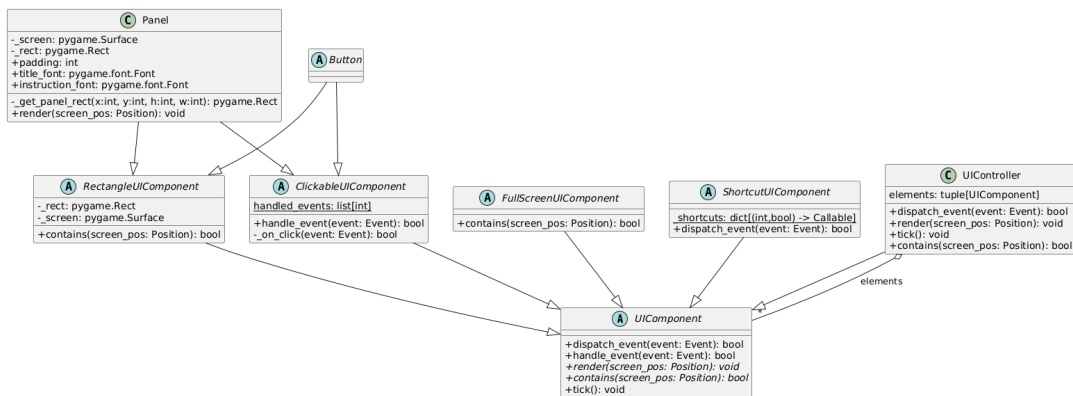 C Panel
-_screen: pygame.Surface
-_rect: pygame.Rect
+padding: int
+title_font: pygame.font.Font
+instruction_font: pygame.font.Font
-_get_panel_rect(x:int, y:int, h:int, w:int): pygame.Rect
+render(screen_pos: Position): void
A Button
A RectangleUIComponent
-_rect: pygame.Rect
-_screen: pygame.Surface
+contains(screen_pos: Position): bool
A ClickableUIComponent
handled_events: list[int]
+handle_event(event: Event): bool
-_on_click(event: Event): bool
A FullScreenUIComponent
+contains(screen_pos: Position): bool
A ShortcutUIComponent
_shortcuts: dict[(int,bool) -> Callable]
+dispatch_event(event: Event): bool
C UIController
elements: tuple[UIComponent]
+dispatch_event(event: Event): bool
+render(screen_pos: Position): void
+tick(): void
+contains(screen_pos: Position): bool
elements
*
A UIComponent
+dispatch_event(event: Event): bool
+handle_event(event: Event): bool
+render(screen_pos: Position): void
+contains(screen_pos: Position): bool
+tick(): void